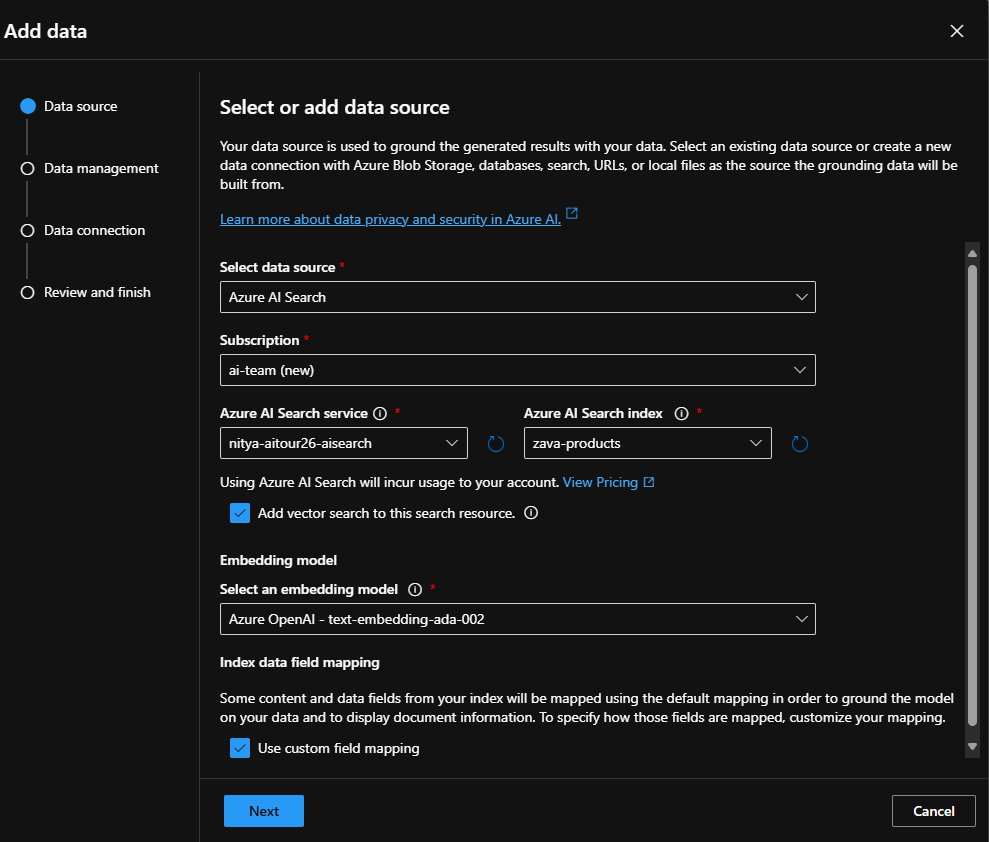 Add data
Data source
Data management
Data connection
Review and finish
Select or add data source
Your data source is used to ground the generated results with your data. Select an existing data source or create a new
data connection with Azure Blob Storage, databases, search, URLs, or local files as the source the grounding data will be
built from.
Learn more about data privacy and security in Azure AI.
Select data source *
Azure AI Search
Subscription *
ai-team (new)
Azure AI Search service * Azure AI Search index *
nitya-aitour26-aisearch zava-products
Using Azure AI Search will incur usage to your account. View Pricing
Add vector search to this search resource.
Embedding model
Select an embedding model *
Azure OpenAI - text-embedding-ada-002
Index data field mapping
Some content and data fields from your index will be mapped using the default mapping in order to ground the model
on your data and to display document information. To specify how those fields are mapped, customize your mapping.
Use custom field mapping
Next Cancel